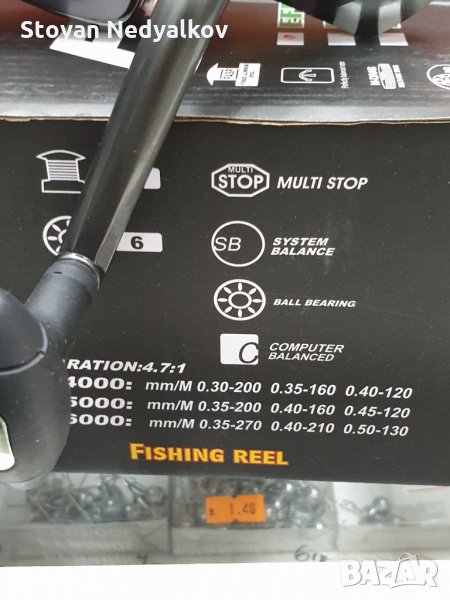 Stovan Nedyalkov
MULTI
STOP
MULTI STOP
6
SB
SYSTEM
BALANCE
BALL BEARING
C
COMPUTER
BALANCED
RATION:4.7:1
4000: mm/M 0.30-200 0.35-160 0.40-120
5000: mm/M 0.35-200 0.40-160 0.45-120
6000: mm/M 0.35-270 0.40-210 0.50-130
FISHING REEL
1.40
BAZAR